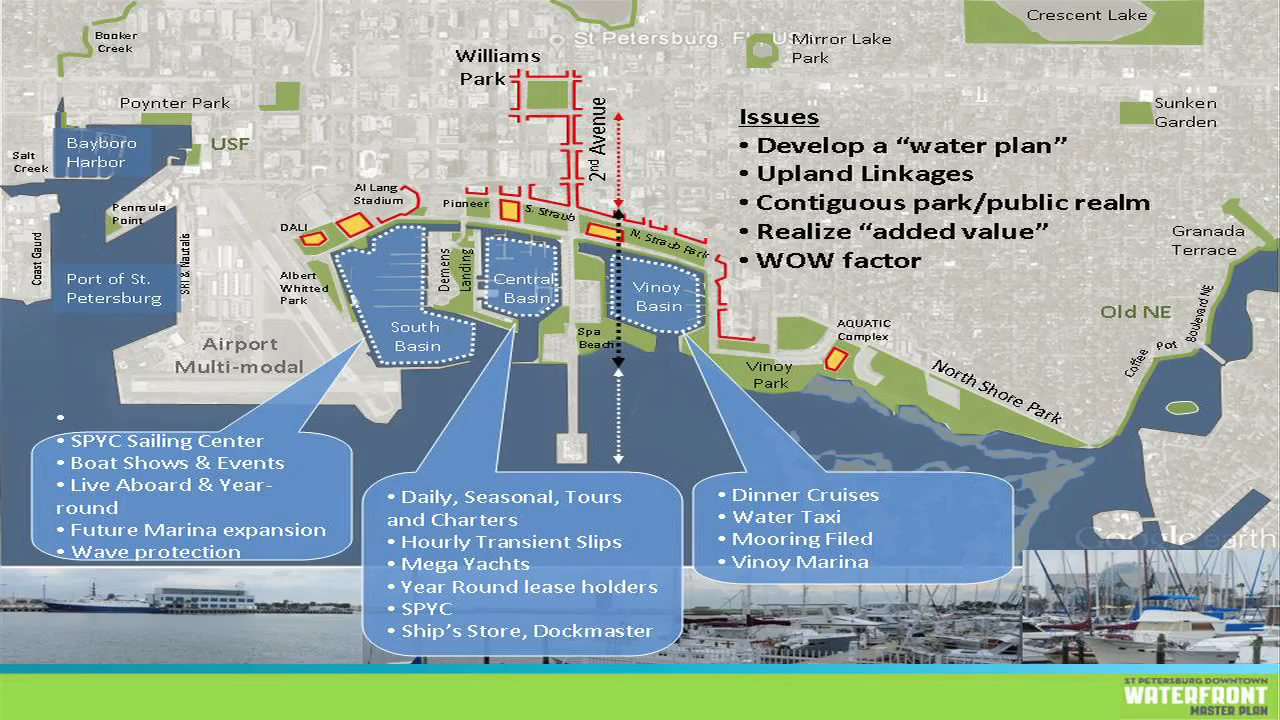 Crescent Lake
Booker
Creek
St Petersburg, FL, US
Mirror Lake
Park
Williams
Park
Poynter Park
Sunken
Garden
2nd Avenue
Issues
• Develop a “water plan”
• Upland Linkages
• Contiguous park/public realm
• Realize “added value”
• WOW factor
Bayboro
Harbor
USF
Salt
Creek
Al Lang
Stadium
Pioneer
S. Straub
N. Straub Park
Pennsula
Point
DALI
Granada
Terrace
Coast Gaurd
Port of St.
Petersburg
SRI & Nautalis
Albert
Whitted
Park
Demens
Landing
Central
Basin
Vinoy
Basin
South
Basin
Spa
Beach
AQUATIC
Complex
Old NE
Coffee Pot Boulevard NE
Airport
Multi-modal
Vinoy
Park
North Shore Park
•
• SPYC Sailing Center
• Boat Shows & Events
• Live Aboard & Year-
round
• Future Marina expansion
• Wave protection
• Daily, Seasonal, Tours
and Charters
• Hourly Transient Slips
• Mega Yachts
• Year Round lease holders
• SPYC
• Ship’s Store, Dockmaster
• Dinner Cruises
• Water Taxi
• Mooring Filed
• Vinoy Marina
Google earth
ST PETERSBURG DOWNTOWN
WATERFRONT
MASTER PLAN